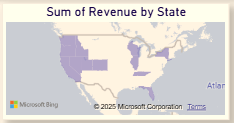 Sum of Revenue by State
Atlan
Microsoft Bing
© 2025 Microsoft Corporation Terms